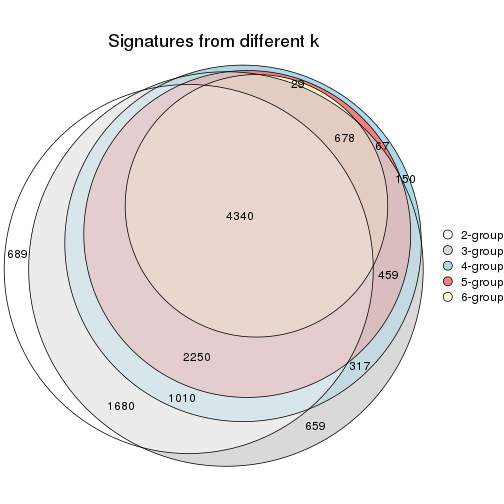 Signatures from different k
29
678
67
150
4340
689
459
2250
317
1010
1680
659
2-group
3-group
4-group
5-group
6-group